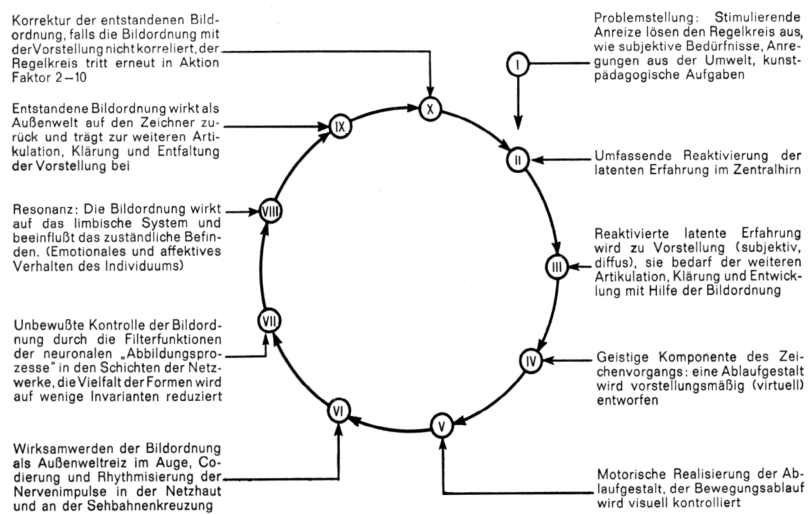 Korrektur der entstandenen Bild-
ordnung, falls die Bildordnung mit
der Vorstellung nicht korreliert, der
Regelkreis tritt erneut in Aktion
Faktor 2–10
Entstandene Bildordnung wirkt als
Außenwelt auf den Zeichner zu-
rück und trägt zur weiteren Arti-
kulation, Klärung und Entfaltung
der Vorstellung bei
Resonanz: Die Bildordnung wirkt
auf das limbische System und
beeinflußt das zuständliche Befin-
den. (Emotionales und affektives
Verhalten des Individuums)
Unbewußte Kontrolle der Bildord-
nung durch die Filterfunktionen
der neuronalen „Abbildungspro-
zesse" in den Schichten der Netz-
werke, die Vielfalt der Formen wird
auf wenige Invarianten reduziert
Wirksamwerden der Bildordnung
als Außenweltreiz im Auge, Co-
dierung und Rhythmisierung der
Nervenimpulse in der Netzhaut
und an der Sehbahnenkreuzung
X
IX
VIII
VII
VI
I
II
III
IV
V
Problemstellung: Stimulierende
Anreize lösen den Regelkreis aus,
wie subjektive Bedürfnisse, Anre-
gungen aus der Umwelt, kunst-
pädagogische Aufgaben
Umfassende Reaktivierung der
latenten Erfahrung im Zentralhirn
Reaktivierte latente Erfahrung
wird zu Vorstellung (subjektiv,
diffus), sie bedarf der weiteren
Artikulation, Klärung und Entwick-
lung mit Hilfe der Bildordnung
Geistige Komponente des Zei-
chenvorgangs: eine Ablaufgestalt
wird vorstellungsmäßig (virtuell)
entworfen
Motorische Realisierung der Ab-
laufgestalt, der Bewegungsablauf
wird visuell kontrolliert